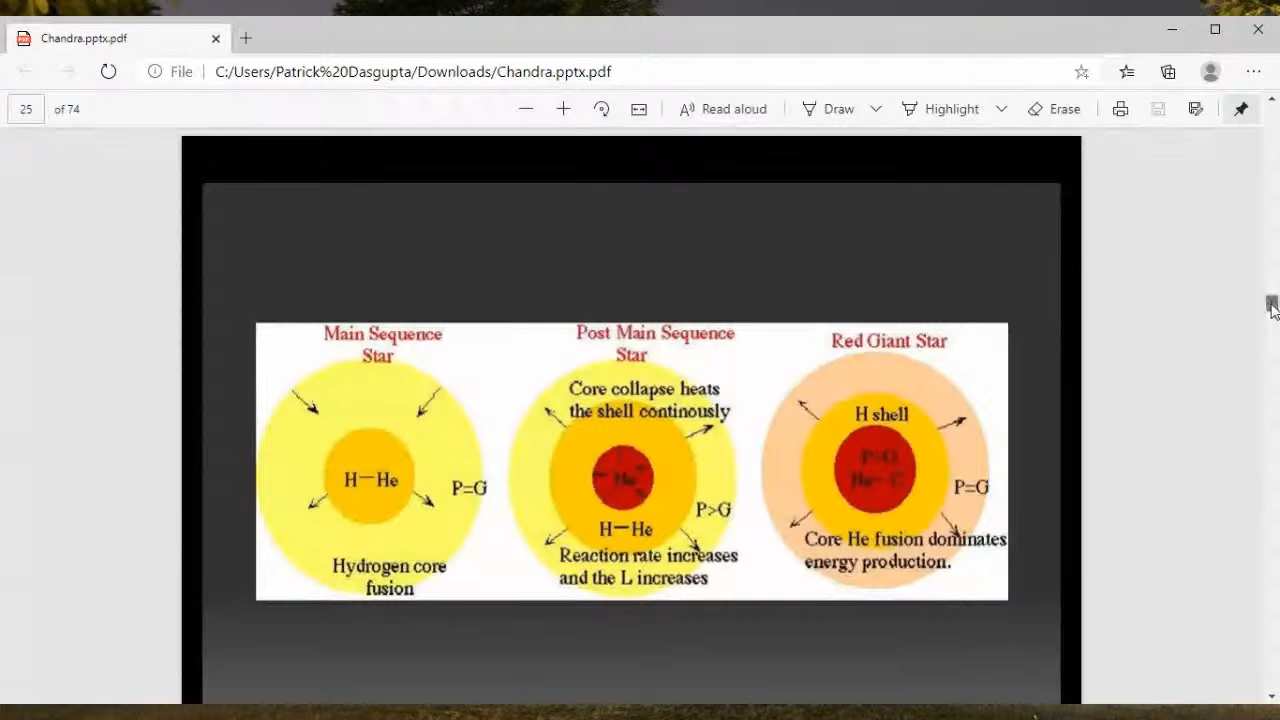 Chandra.pptx.pdf
File C:/Users/Patrick%20Dasgupta/Downloads/Chandra.pptx.pdf
25 of 74 Read aloud Draw Highlight Erase
Main Sequence
Star
H－He
P=G
Hydrogen core
fusion
Post Main Sequence
Star
Core collapse heats
the shell continously
He
P>G
H－He
Reaction rate increases
and the L increases
Red Giant Star
H shell
P=G
P=G
Core He fusion dominates
energy production.